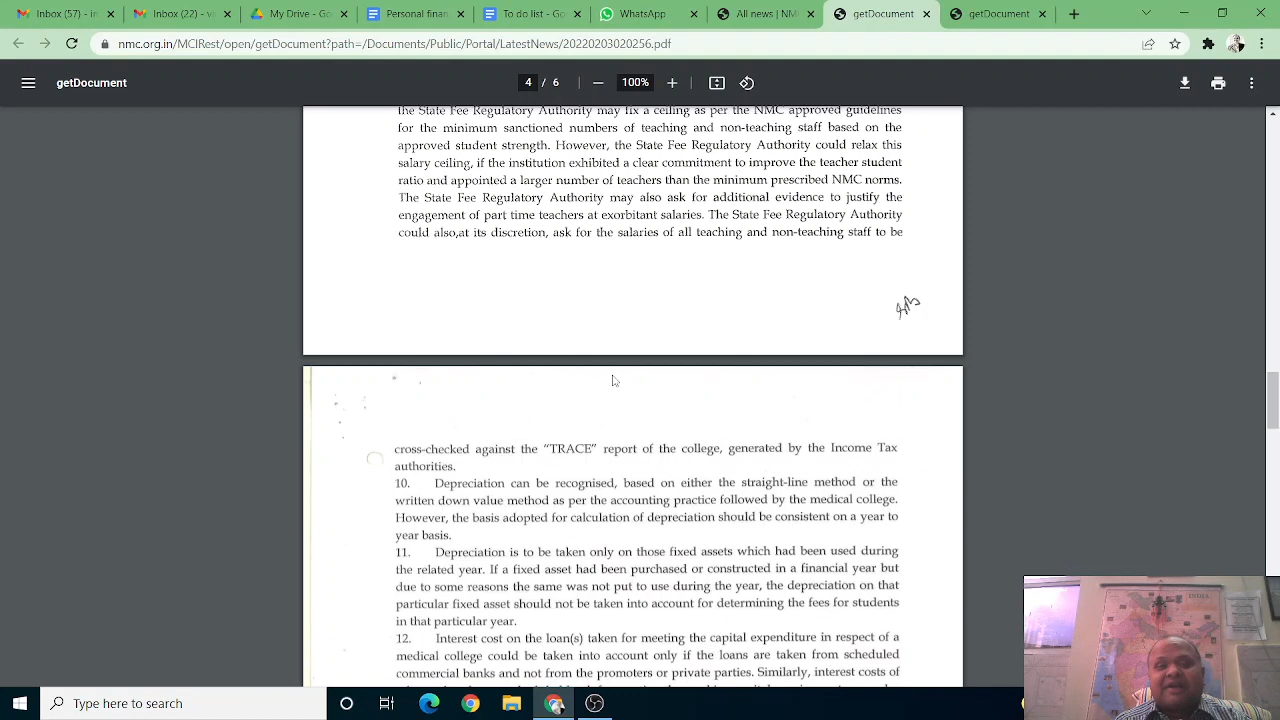 Inbox (57) - in
Inbox (22) - vi
My Drive - Go
Personal finan
To do list - Go
WhatsApp
All news | NM
getDocument
getDocument
nmc.org.in/MCIRest/open/getDocument?path=/Documents/Public/Portal/LatestNews/20220203020256.pdf
getDocument
4 / 6
100%
the State Fee Regulatory Authority may fix a ceiling as per the NMC approved guidelines
for the minimum sanctioned numbers of teaching and non-teaching staff based on the
approved student strength. However, the State Fee Regulatory Authority could relax this
salary ceiling, if the institution exhibited a clear commitment to improve the teacher student
ratio and appointed a larger number of teachers than the minimum prescribed NMC norms.
The State Fee Regulatory Authority may also ask for additional evidence to justify the
engagement of part time teachers at exorbitant salaries. The State Fee Regulatory Authority
could also,at its discretion, ask for the salaries of all teaching and non-teaching staff to be
cross-checked against the “TRACE” report of the college, generated by the Income Tax
authorities.
10. Depreciation can be recognised, based on either the straight-line method or the
written down value method as per the accounting practice followed by the medical college.
However, the basis adopted for calculation of depreciation should be consistent on a year to
year basis.
11. Depreciation is to be taken only on those fixed assets which had been used during
the related year. If a fixed asset had been purchased or constructed in a financial year but
due to some reasons the same was not put to use during the year, the depreciation on that
particular fixed asset should not be taken into account for determining the fees for students
in that particular year.
12. Interest cost on the loan(s) taken for meeting the capital expenditure in respect of a
medical college could be taken into account only if the loans are taken from scheduled
commercial banks and not from the promoters or private parties. Similarly, interest costs of
INDIA
Type here to search